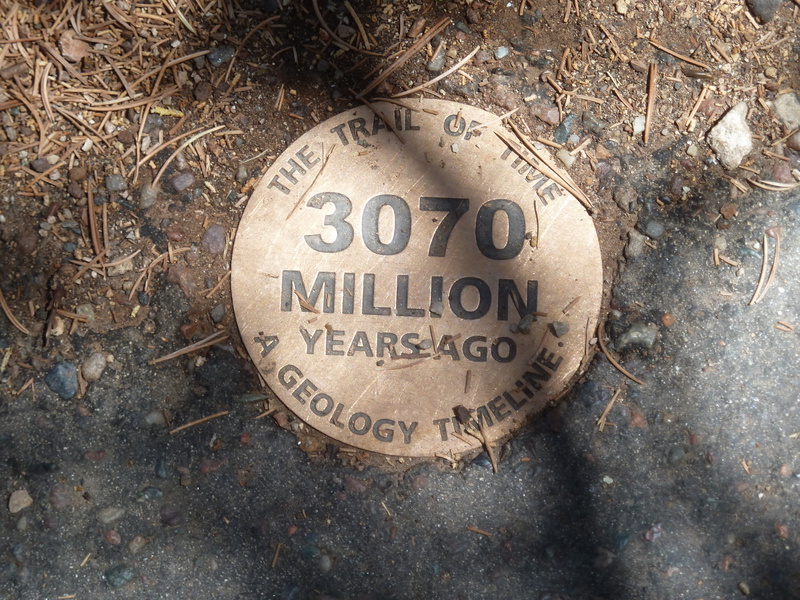 THE TRAIL OF TIME
3070
MILLION
YEARS AGO
A GEOLOGY TIMELINE